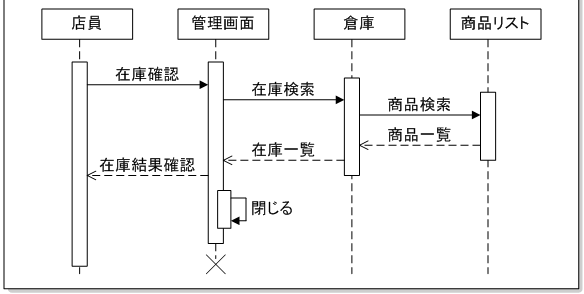 店員
管理画面
倉庫
商品リスト
在庫確認
在庫検索
商品検索
商品一覧
在庫一覧
在庫結果確認
閉じる